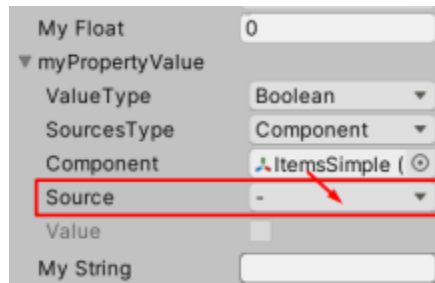 My Float 0
myPropertyValue
ValueType Boolean
SourcesType Component
Component ItemsSimple (
Source -
Value
My String